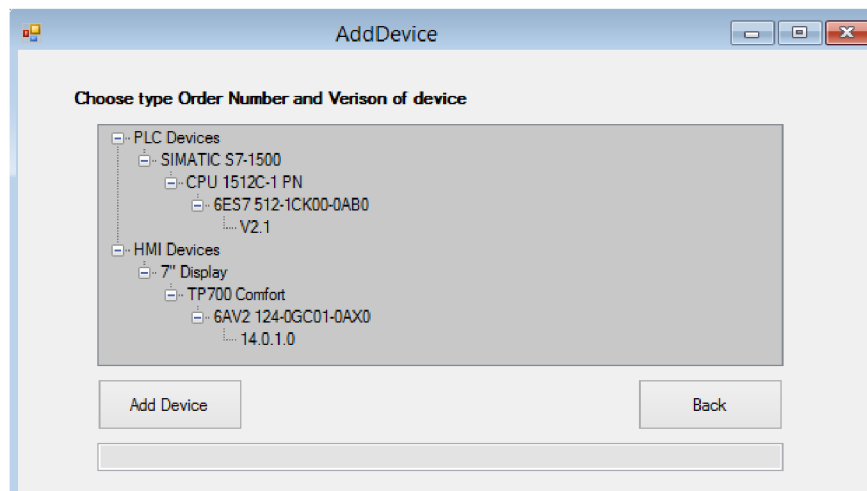 AddDevice
Choose type Order Number and Verison of device
PLC Devices
SIMATIC S7-1500
CPU 1512C-1 PN
6ES7 512-1CK00-0AB0
V2.1
HMI Devices
7" Display
TP700 Comfort
6AV2 124-0GC01-0AX0
14.0.1.0
Add Device
Back